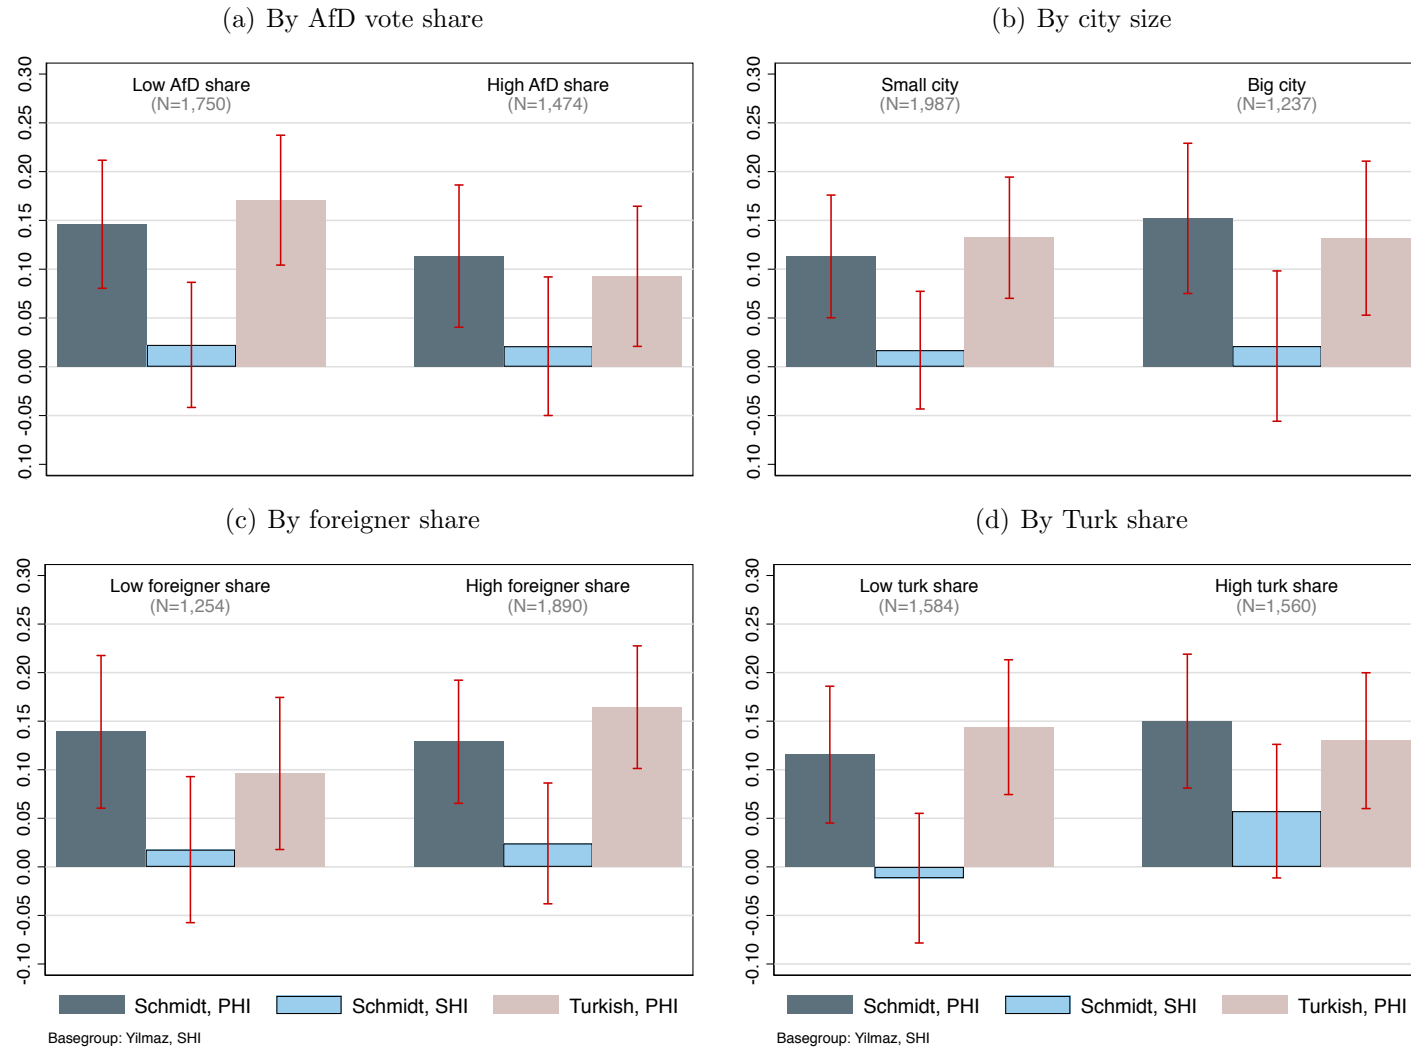 (a) By AfD vote share
(b) By city size
Low AfD share
(N=1,750)
High AfD share
(N=1,474)
0.30
0.25
0.20
0.15
0.10
0.05
0.00
-0.05
0.10
Small city
(N=1,987)
Big city
(N=1,237)
0.30
0.25
0.20
0.15
0.10
0.05
0.00
-0.05
0.10
(c) By foreigner share
(d) By Turk share
Low foreigner share
(N=1,254)
High foreigner share
(N=1,890)
0.30
0.25
0.20
0.15
0.10
0.05
0.00
-0.05
-0.10
Schmidt, PHI Schmidt, SHI Turkish, PHI
Basegroup: Yilmaz, SHI
Low turk share
(N=1,584)
High turk share
(N=1,560)
0.30
0.25
0.20
0.15
0.10
0.05
0.00
-0.05
-0.10
Schmidt, PHI Schmidt, SHI Turkish, PHI
Basegroup: Yilmaz, SHI